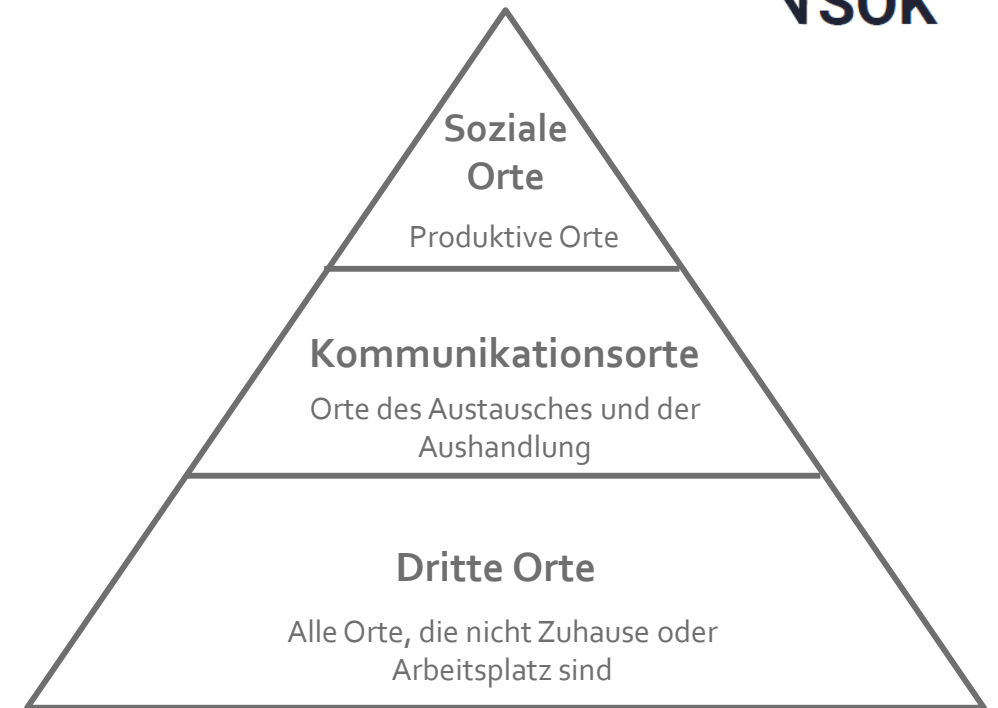 Soziale
Orte
Produktive Orte
Kommunikationsorte
Orte des Austausches und der
Aushandlung
Dritte Orte
Alle Orte, die nicht Zuhause oder
Arbeitsplatz sind